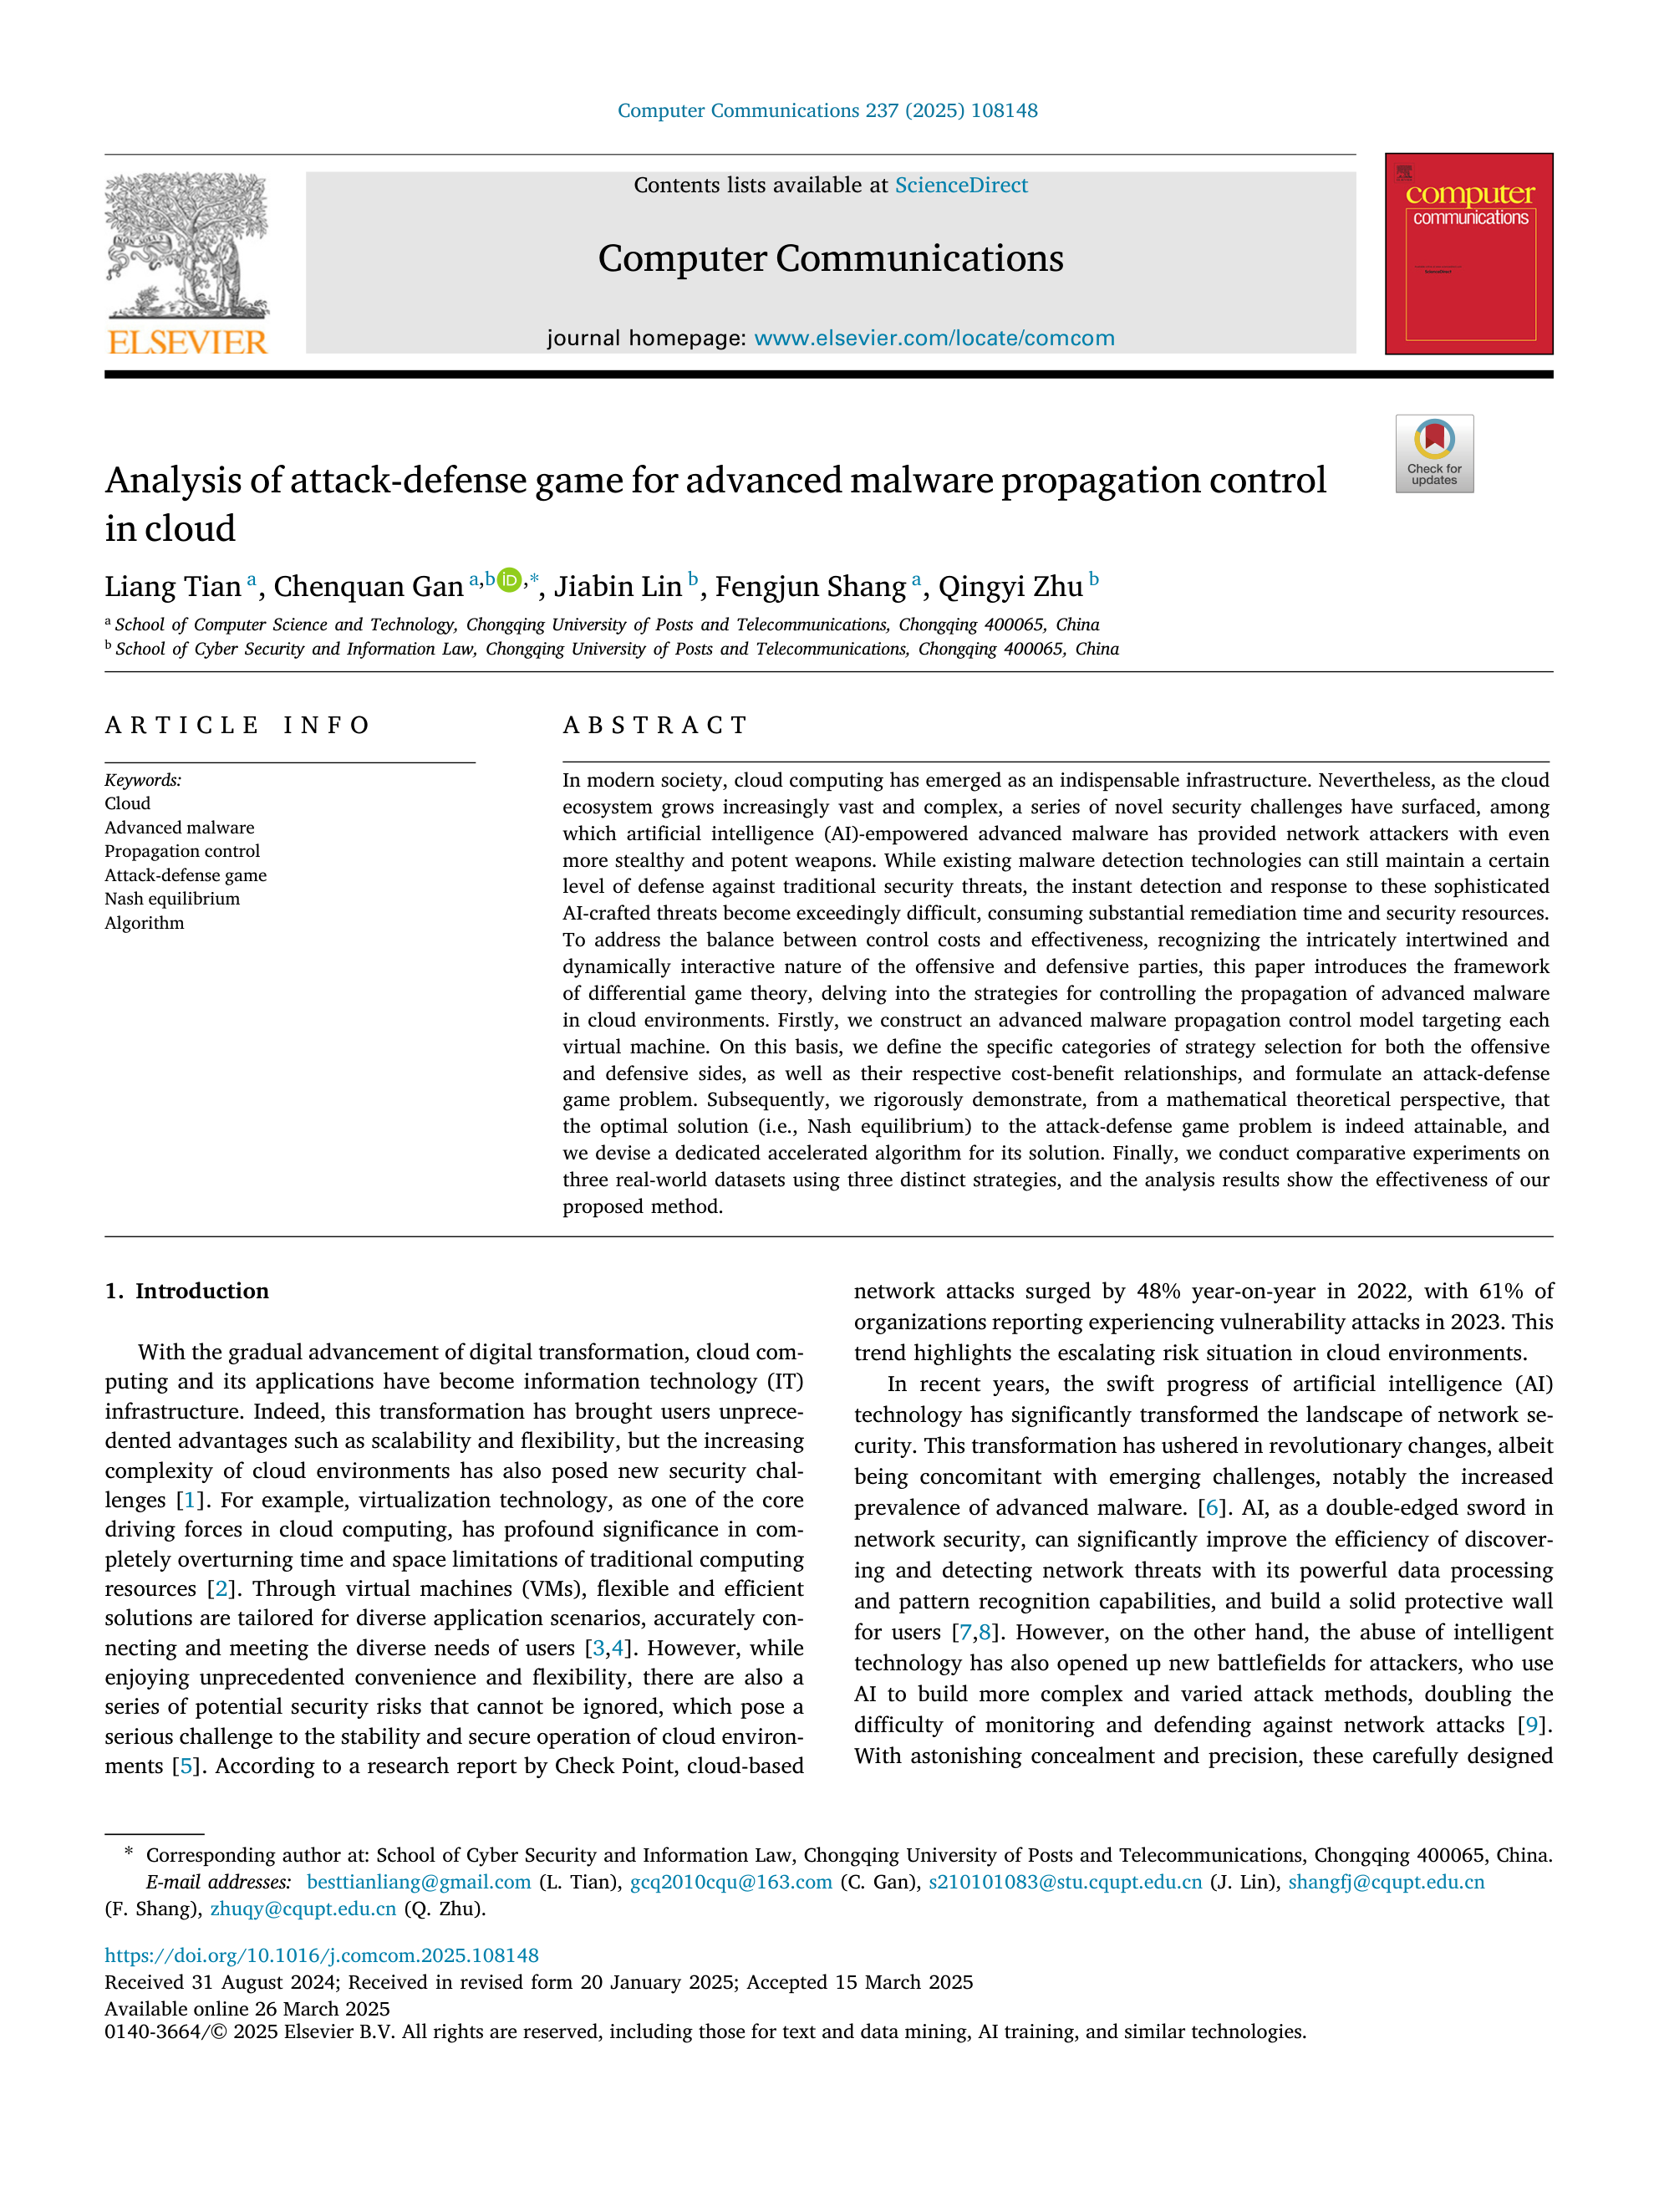 Computer Communications 237 (2025) 108148
Contents lists available at ScienceDirect
Computer Communications
journal homepage: www.elsevier.com/locate/comcom
ELSEVIER
computer
communications
Check for
updates
Analysis of attack-defense game for advanced malware propagation control
in cloud
Liang Tian a, Chenquan Gan a,b iD,*, Jiabin Lin b, Fengjun Shang a, Qingyi Zhu b
a School of Computer Science and Technology, Chongqing University of Posts and Telecommunications, Chongqing 400065, China
b School of Cyber Security and Information Law, Chongqing University of Posts and Telecommunications, Chongqing 400065, China
ARTICLE INFO
Keywords:
Cloud
Advanced malware
Propagation control
Attack-defense game
Nash equilibrium
Algorithm
ABSTRACT
In modern society, cloud computing has emerged as an indispensable infrastructure. Nevertheless, as the cloud
ecosystem grows increasingly vast and complex, a series of novel security challenges have surfaced, among
which artificial intelligence (AI)-empowered advanced malware has provided network attackers with even
more stealthy and potent weapons. While existing malware detection technologies can still maintain a certain
level of defense against traditional security threats, the instant detection and response to these sophisticated
AI-crafted threats become exceedingly difficult, consuming substantial remediation time and security resources.
To address the balance between control costs and effectiveness, recognizing the intricately intertwined and
dynamically interactive nature of the offensive and defensive parties, this paper introduces the framework
of differential game theory, delving into the strategies for controlling the propagation of advanced malware
in cloud environments. Firstly, we construct an advanced malware propagation control model targeting each
virtual machine. On this basis, we define the specific categories of strategy selection for both the offensive
and defensive sides, as well as their respective cost-benefit relationships, and formulate an attack-defense
game problem. Subsequently, we rigorously demonstrate, from a mathematical theoretical perspective, that
the optimal solution (i.e., Nash equilibrium) to the attack-defense game problem is indeed attainable, and
we devise a dedicated accelerated algorithm for its solution. Finally, we conduct comparative experiments on
three real-world datasets using three distinct strategies, and the analysis results show the effectiveness of our
proposed method.
1. Introduction
With the gradual advancement of digital transformation, cloud com-
puting and its applications have become information technology (IT)
infrastructure. Indeed, this transformation has brought users unprece-
dented advantages such as scalability and flexibility, but the increasing
complexity of cloud environments has also posed new security chal-
lenges [1]. For example, virtualization technology, as one of the core
driving forces in cloud computing, has profound significance in com-
pletely overturning time and space limitations of traditional computing
resources [2]. Through virtual machines (VMs), flexible and efficient
solutions are tailored for diverse application scenarios, accurately con-
necting and meeting the diverse needs of users [3,4]. However, while
enjoying unprecedented convenience and flexibility, there are also a
series of potential security risks that cannot be ignored, which pose a
serious challenge to the stability and secure operation of cloud environ-
ments [5]. According to a research report by Check Point, cloud-based
network attacks surged by 48% year-on-year in 2022, with 61% of
organizations reporting experiencing vulnerability attacks in 2023. This
trend highlights the escalating risk situation in cloud environments.
In recent years, the swift progress of artificial intelligence (AI)
technology has significantly transformed the landscape of network se-
curity. This transformation has ushered in revolutionary changes, albeit
being concomitant with emerging challenges, notably the increased
prevalence of advanced malware. [6]. AI, as a double-edged sword in
network security, can significantly improve the efficiency of discover-
ing and detecting network threats with its powerful data processing
and pattern recognition capabilities, and build a solid protective wall
for users [7,8]. However, on the other hand, the abuse of intelligent
technology has also opened up new battlefields for attackers, who use
AI to build more complex and varied attack methods, doubling the
difficulty of monitoring and defending against network attacks [9].
With astonishing concealment and precision, these carefully designed
* Corresponding author at: School of Cyber Security and Information Law, Chongqing University of Posts and Telecommunications, Chongqing 400065, China.
E-mail addresses: besttianliang@gmail.com (L. Tian), gcq2010cqu@163.com (C. Gan), s210101083@stu.cqupt.edu.cn (J. Lin), shangfj@cqupt.edu.cn
(F. Shang), zhuqy@cqupt.edu.cn (Q. Zhu).
https://doi.org/10.1016/j.comcom.2025.108148
Received 31 August 2024; Received in revised form 20 January 2025; Accepted 15 March 2025
Available online 26 March 2025
0140-3664/© 2025 Elsevier B.V. All rights are reserved, including those for text and data mining, AI training, and similar technologies.